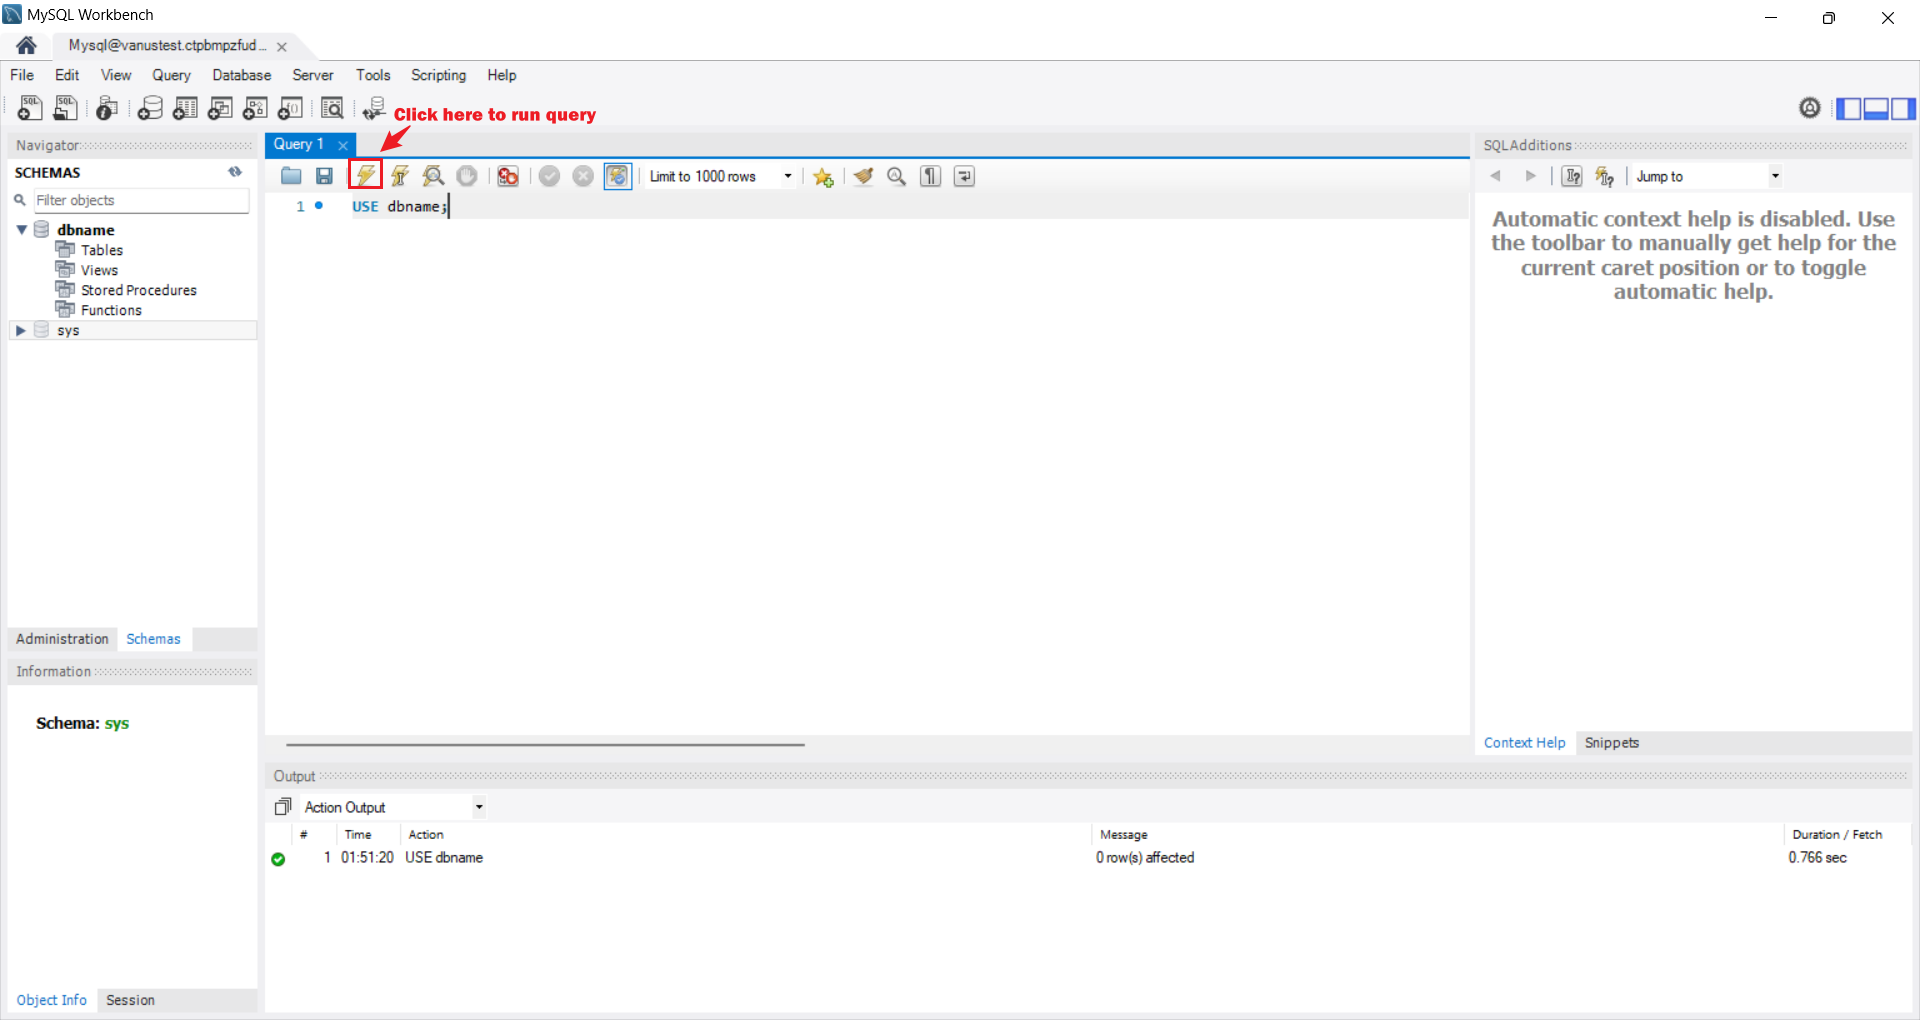 MySQL Workbench
Mysql@vanustest.ctpbmpzfud...
File Edit View Query Database Server Tools Scripting Help
Click here to run query
Navigator
SCHEMAS
Filter objects
dbname
Tables
Views
Stored Procedures
Functions
sys
Administration Schemas
Information
Schema: sys
Object Info Session
Query 1
Limit to 1000 rows
1 USE dbname;
SQLAdditions
Jump to
Automatic context help is disabled. Use
the toolbar to manually get help for the
current caret position or to toggle
automatic help.
Context Help Snippets
Output
Action Output
# Time Action Message Duration / Fetch
1 01:51:20 USE dbname 0 row(s) affected 0.766 sec